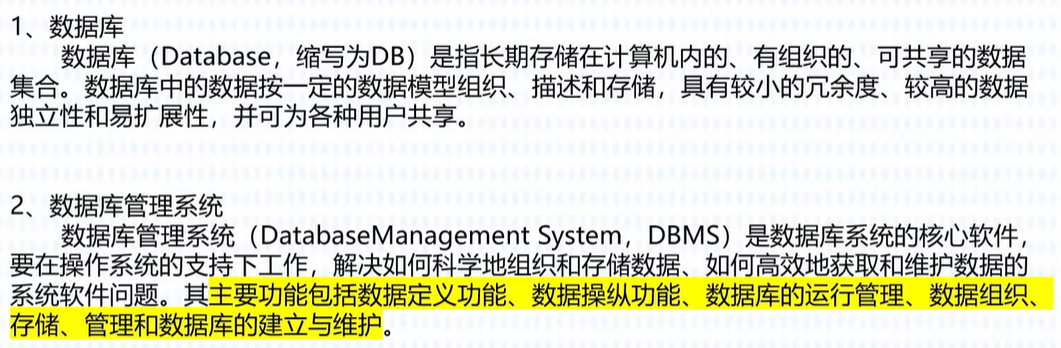 1、数据库
数据库（Database，缩写为DB）是指长期存储在计算机内的、有组织的、可共享的数据
集合。数据库中的数据按一定的数据模型组织、描述和存储，具有较小的冗余度、较高的数据
独立性和易扩展性，并可为各种用户共享。
2、数据库管理系统
数据库管理系统（DatabaseManagement System，DBMS）是数据库系统的核心软件，
要在操作系统的支持下工作，解决如何科学地组织和存储数据、如何高效地获取和维护数据的
系统软件问题。其主要功能包括数据定义功能、数据操纵功能、数据库的运行管理、数据组织、
存储、管理和数据库的建立与维护。